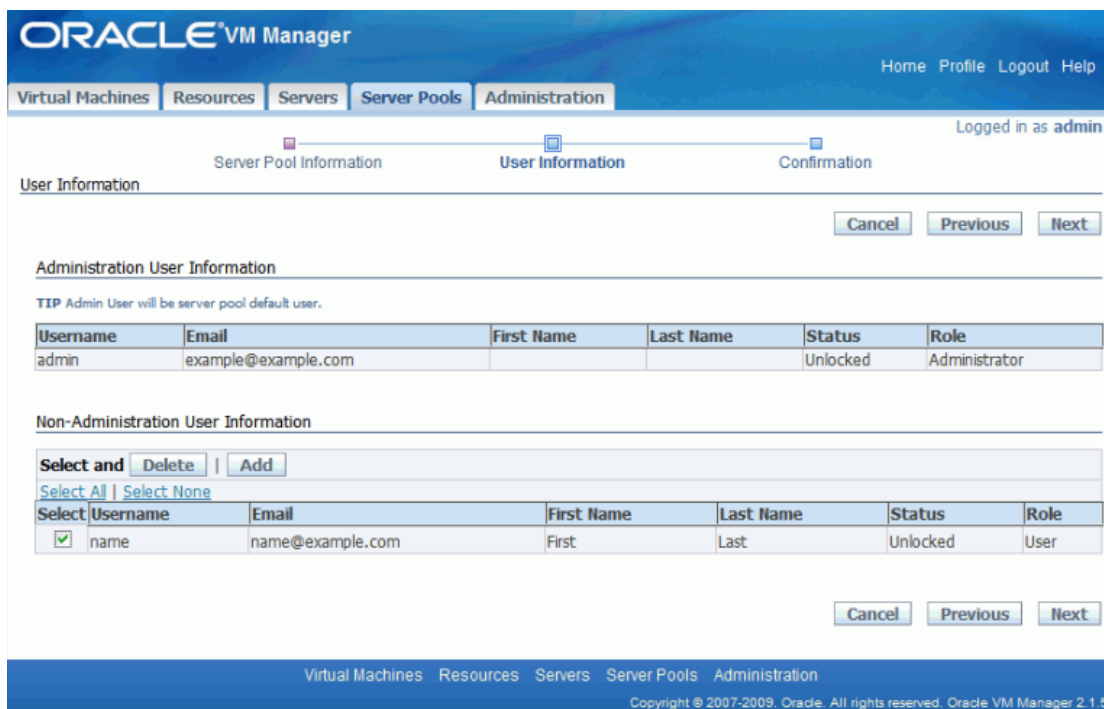 ORACLE VM Manager
Home Profile Logout Help
Virtual Machines Resources Servers Server Pools Administration
Logged in as admin
Server Pool Information User Information Confirmation
User Information
Cancel Previous Next
Administration User Information
TIP Admin User will be server pool default user.
Username Email First Name Last Name Status Role
admin example@example.com Unlocked Administrator
Non-Administration User Information
Select and Delete | Add
Select All | Select None
Select Username Email First Name Last Name Status Role
name name@example.com First Last Unlocked User
Cancel Previous Next
Virtual Machines Resources Servers Server Pools Administration
Copyright © 2007-2009. Oracle. All rights reserved. Oracle VM Manager 2.1.5